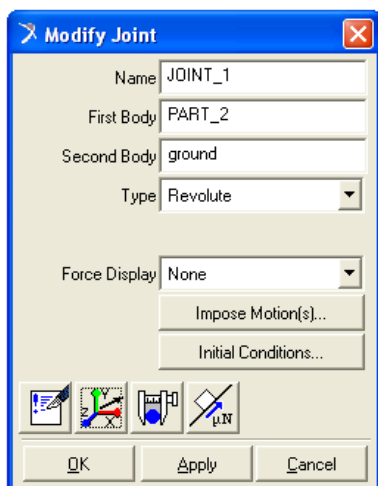 Modify Joint
Name JOINT_1
First Body PART_2
Second Body ground
Type Revolute
Force Display None
Impose Motion(s)...
Initial Conditions...
Z Y X μN
OK Apply Cancel